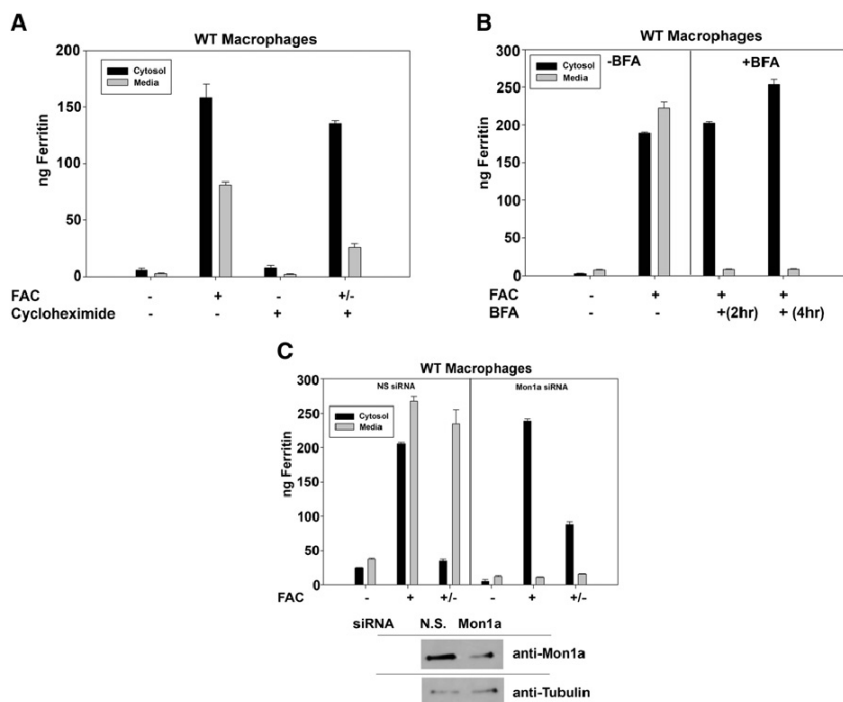 A
WT Macrophages
200
150
100
50
0
ng Ferritin
Cytosol
Media
FAC - + - +/-
Cycloheximide - - + +
B
WT Macrophages
-BFA +BFA
300
250
200
150
100
50
0
ng Ferritin
Cytosol
Media
FAC - + + +
BFA - - +(2hr) + (4hr)
C
WT Macrophages
NS siRNA Mon1a siRNA
300
250
200
150
100
50
0
ng Ferritin
Cytosol
Media
FAC - + +/- - + +/-
siRNA N.S. Mon1a
anti-Mon1a
anti-Tubulin